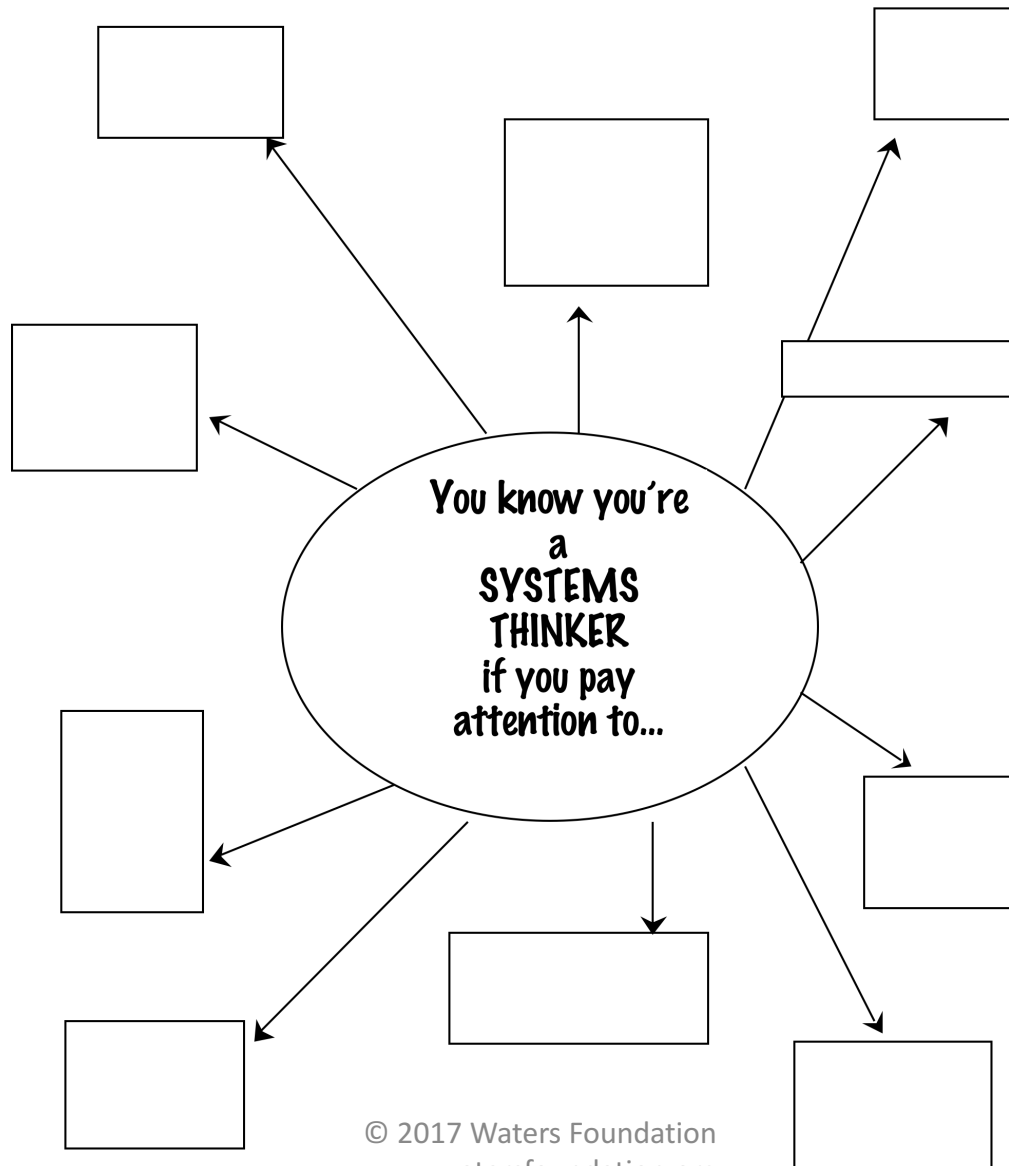 You know you’re
a
SYSTEMS
THINKER
if you pay
attention to...
© 2017 Waters Foundation